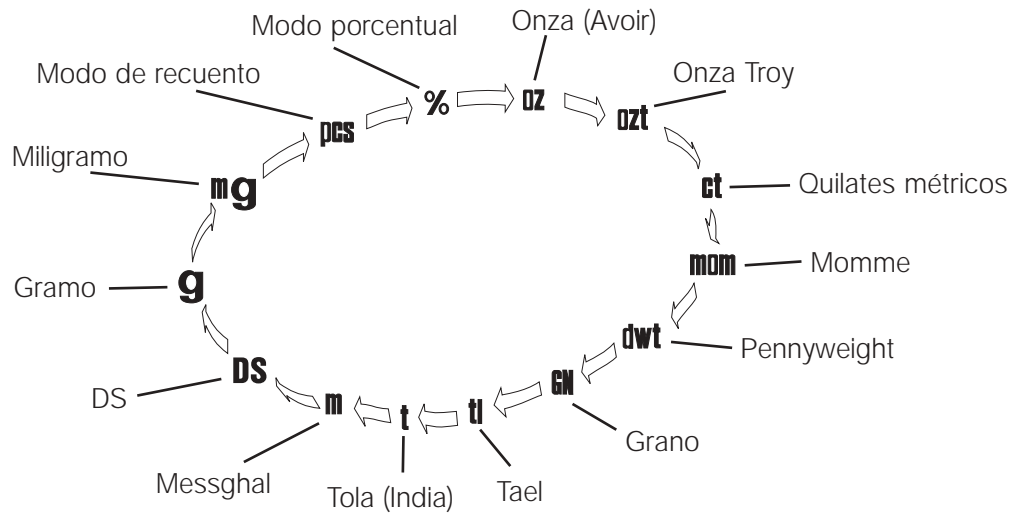 Modo porcentual
Onza (Avoir)
Modo de recuento
Onza Troy
%
oz
ozt
pcs
Miligramo
mg
ct
Quilates métricos
mom
Momme
Gramo
g
dwt
Pennyweight
DS
DS
GN
Grano
m
t
tl
Messghal
Tola (India)
Tael